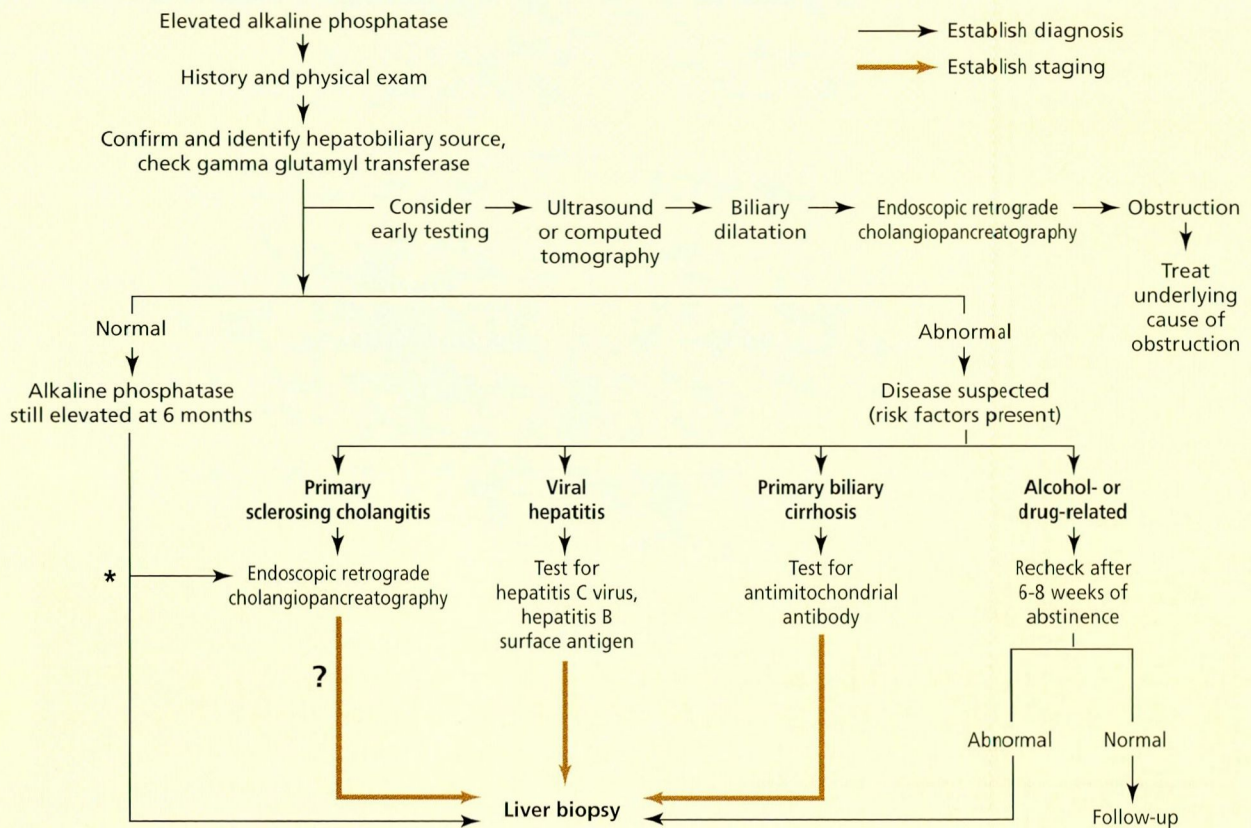 Elevated alkaline phosphatase
Establish diagnosis
Establish staging
History and physical exam
Confirm and identify hepatobiliary source,
check gamma glutamyl transferase
Consider
early testing
Ultrasound
or computed
tomography
Biliary
dilatation
Endoscopic retrograde
cholangiopancreatography
Obstruction
Treat
underlying
cause of
obstruction
Normal
Alkaline phosphatase
still elevated at 6 months
Abnormal
Disease suspected
(risk factors present)
Primary
sclerosing cholangitis
Viral
hepatitis
Primary biliary
cirrhosis
Alcohol- or
drug-related
*
Endoscopic retrograde
cholangiopancreatography
Test for
hepatitis C virus,
hepatitis B
surface antigen
Test for
antimitochondrial
antibody
Recheck after
6-8 weeks of
abstinence
?
Abnormal
Normal
Liver biopsy
Follow-up